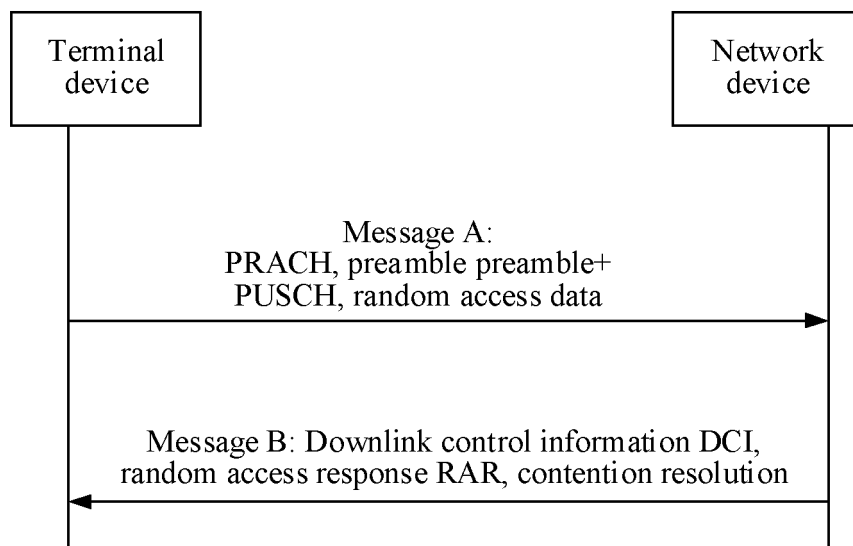 Terminal
device
Network
device
Message A:
PRACH, preamble preamble+
PUSCH, random access data
Message B: Downlink control information DCI,
random access response RAR, contention resolution